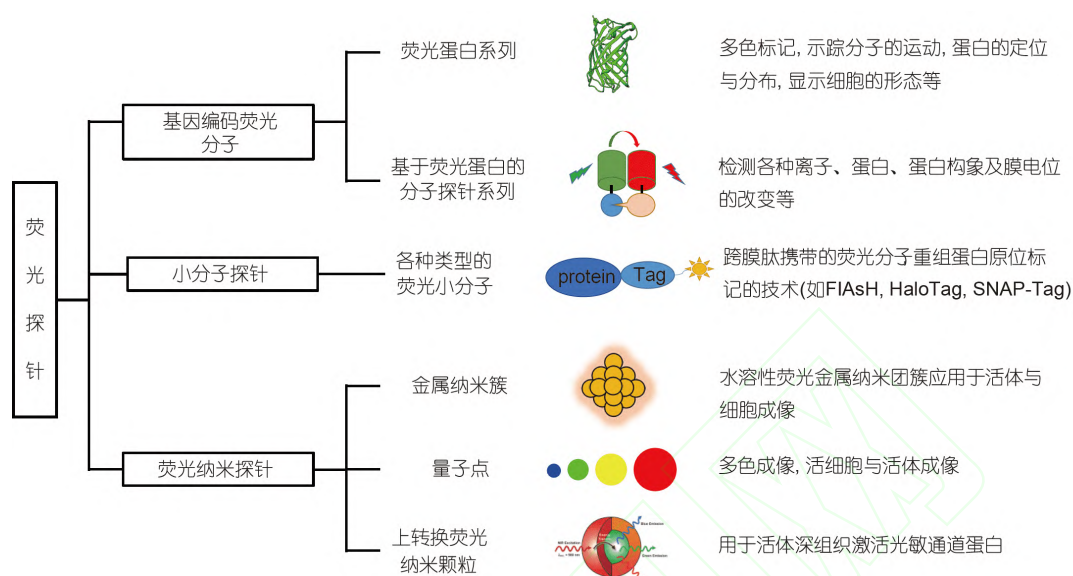 荧光探针
基因编码荧光
分子
荧光蛋白系列
多色标记, 示踪分子的运动, 蛋白的定位
与分布, 显示细胞的形态等
基于荧光蛋白的
分子探针系列
检测各种离子、蛋白、蛋白构象及膜电位
的改变等
小分子探针
各种类型的
荧光小分子
protein
Tag
跨膜肽携带的荧光分子重组蛋白原位标
记的技术(如FlAsH, HaloTag, SNAP-Tag)
荧光纳米探针
金属纳米簇
水溶性荧光金属纳米团簇应用于活体与
细胞成像
量子点
多色成像, 活细胞与活体成像
上转换荧光
纳米颗粒
NIR Excitation
Blue Emission
Green Emission
用于活体深组织激活光敏通道蛋白